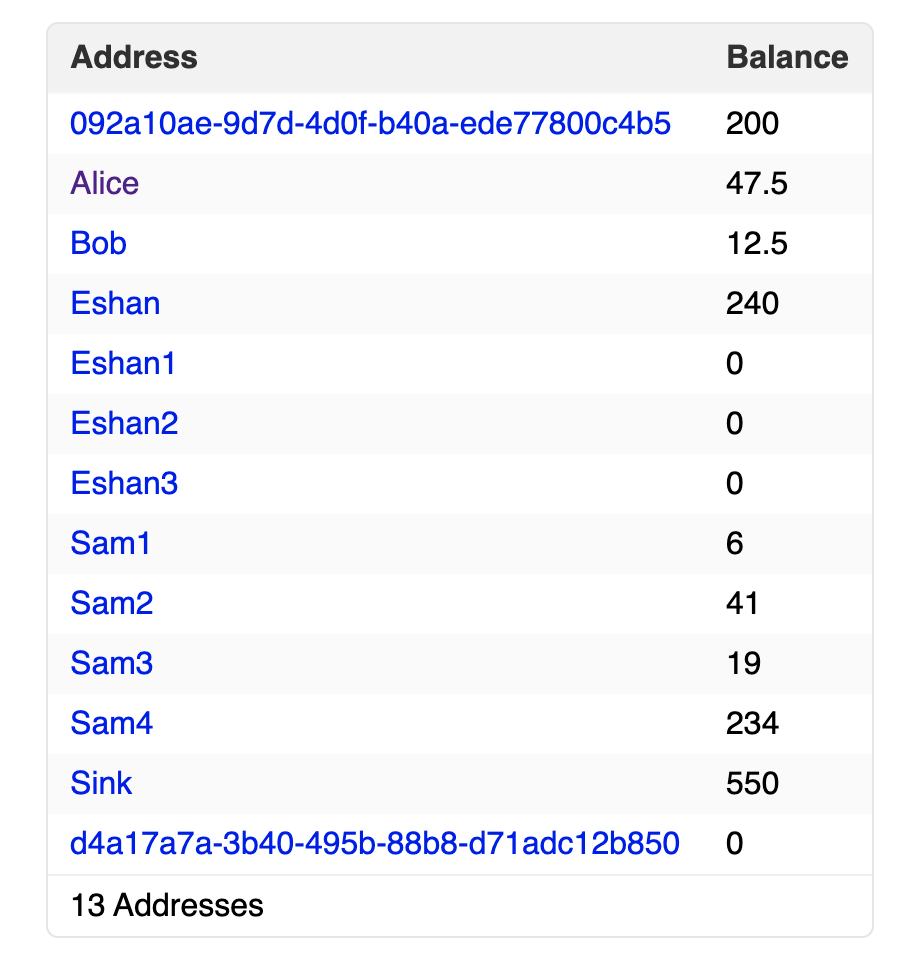 Address Balance
092a10ae-9d7d-4d0f-b40a-ede77800c4b5 200
Alice 47.5
Bob 12.5
Eshan 240
Eshan1 0
Eshan2 0
Eshan3 0
Sam1 6
Sam2 41
Sam3 19
Sam4 234
Sink 550
d4a17a7a-3b40-495b-88b8-d71adc12b850 0
13 Addresses